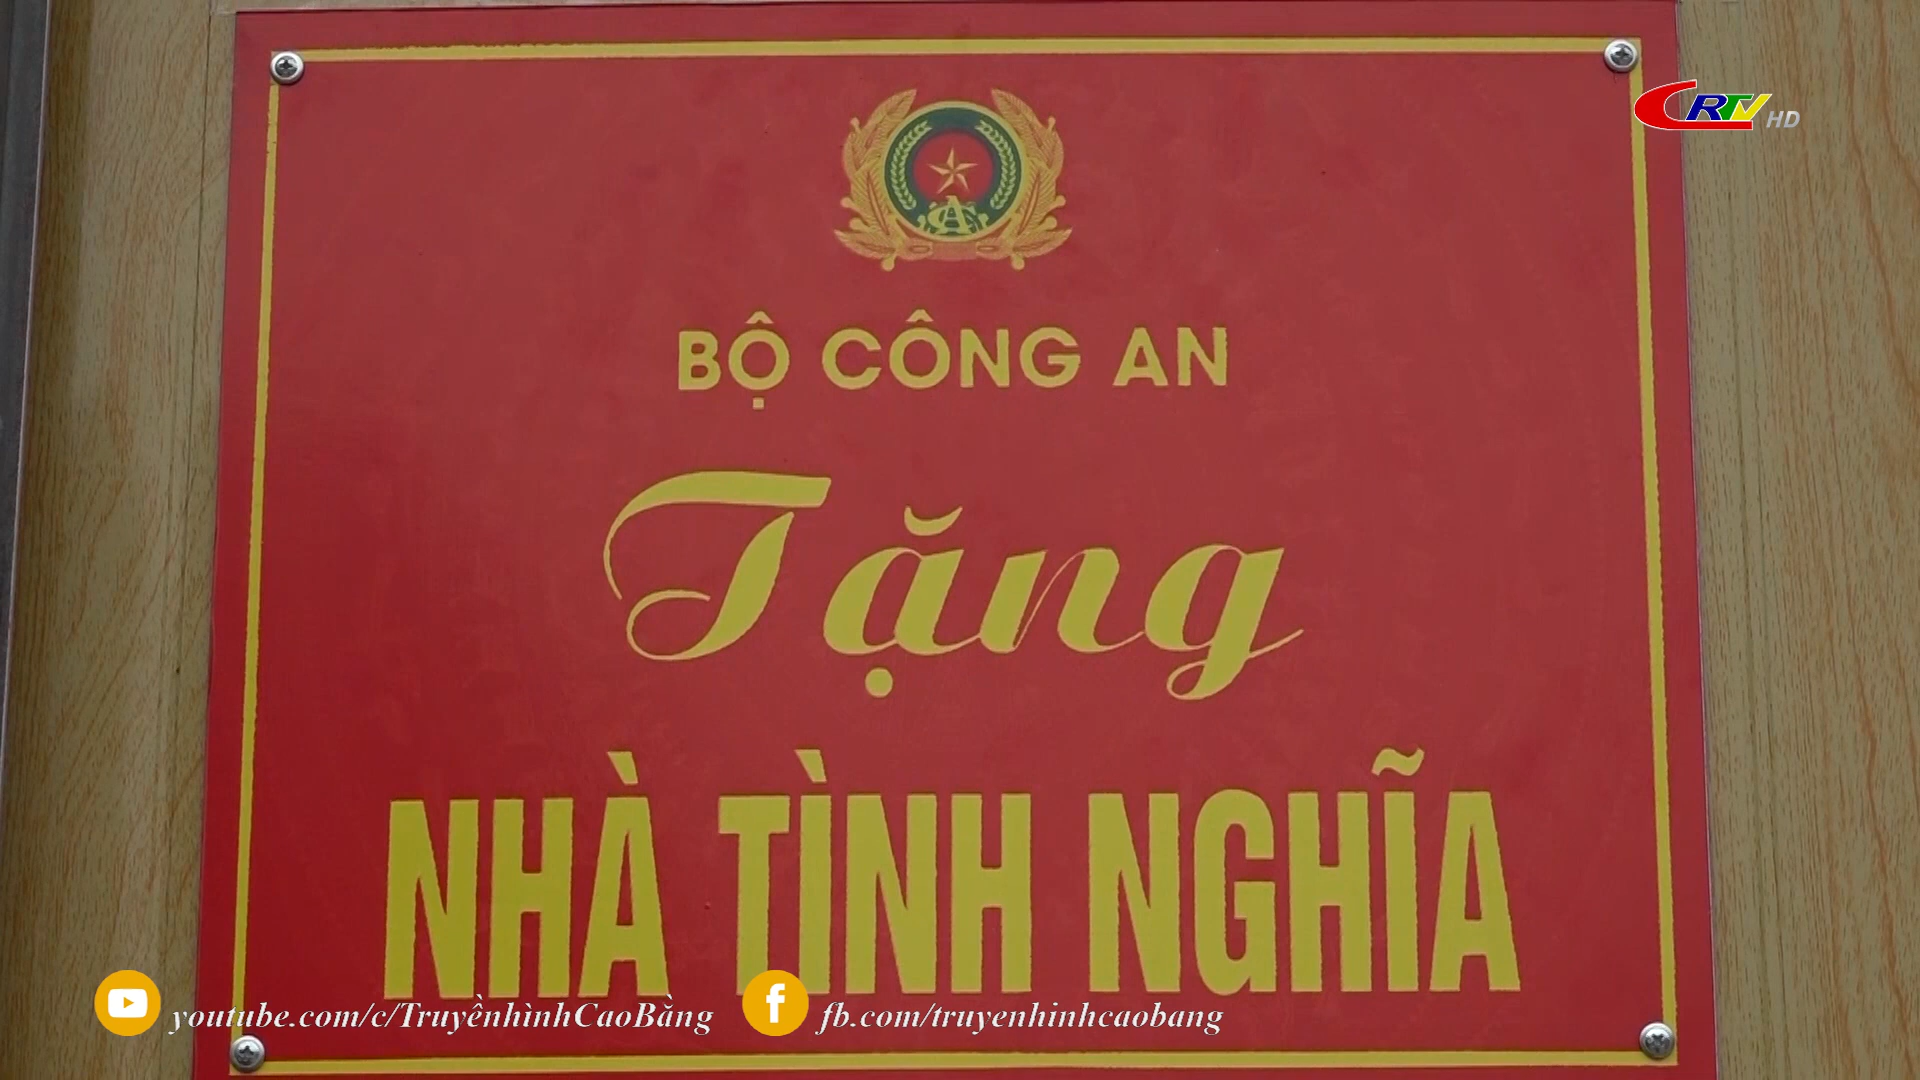 CRTV HD
BỘ CÔNG AN
Tặng
NHÀ TÌNH NGHĨA
youtube.com/c/TruyềnhìnhCaoBằng fb.com/truyenhinhcaobang